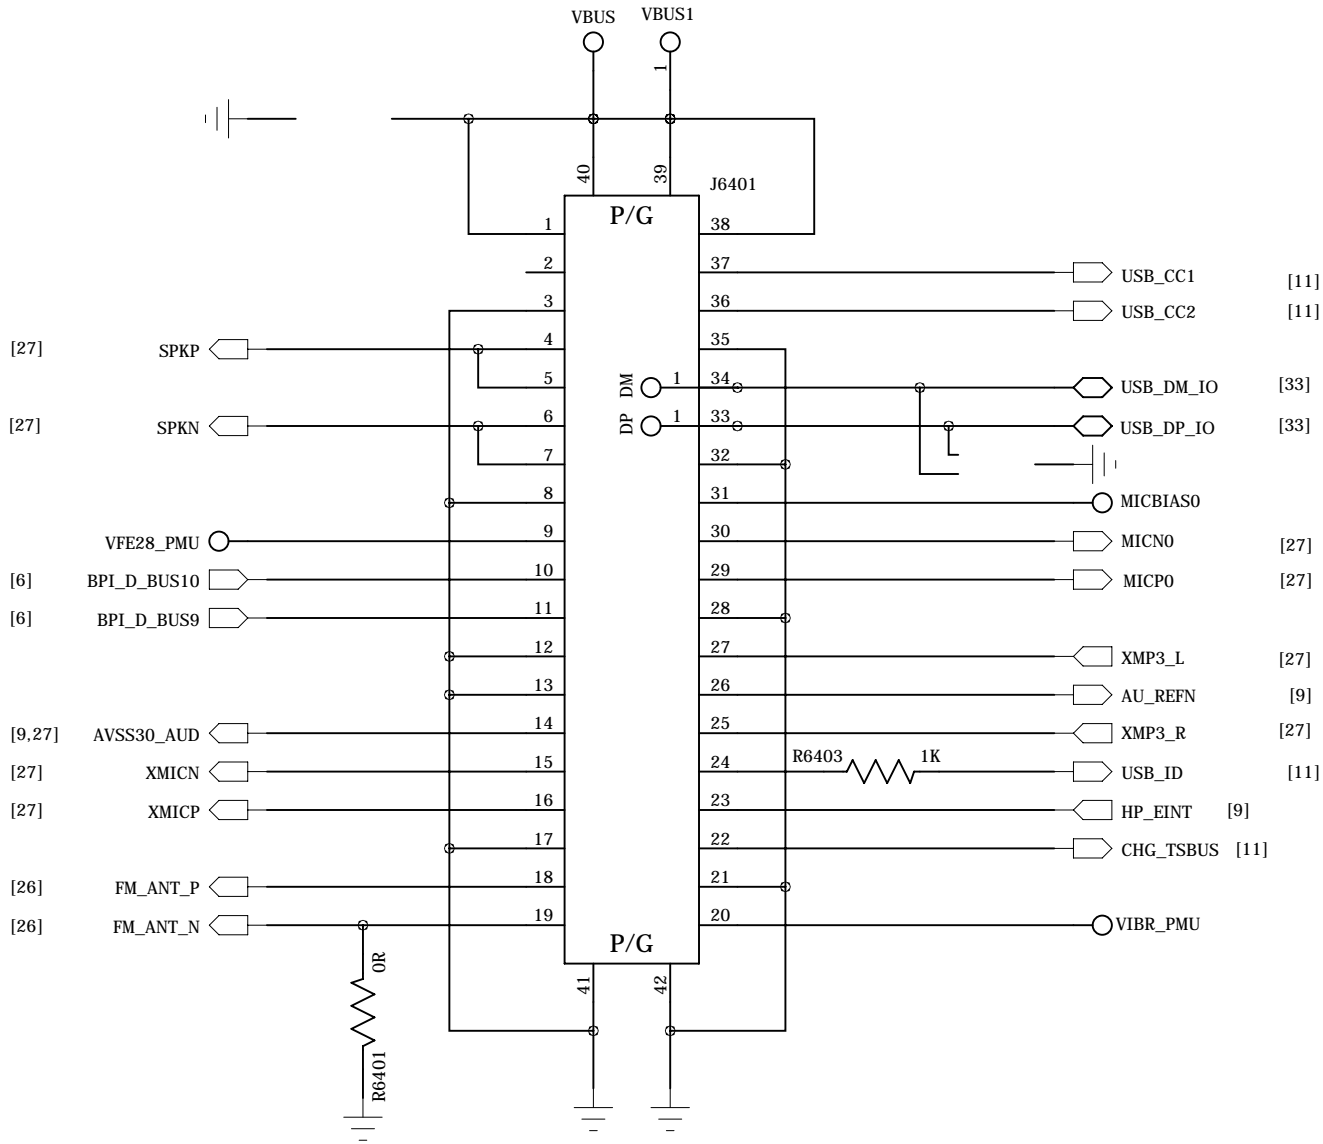 VBUS VBUS1
1
40 39 J6401
P/G
1 38
2 37 USB_CC1 [11]
3 36 USB_CC2 [11]
[27] SPKP 4 35
5 DM 1 34 USB_DM_IO [33]
[27] SPKN 6 DP 1 33 USB_DP_IO [33]
7 32
8 31 MICBIAS0
VFE28_PMU 9 30 MICN0 [27]
[6] BPI_D_BUS10 10 29 MICP0 [27]
[6] BPI_D_BUS9 11 28
12 27 XMP3_L [27]
13 26 AU_REFN [9]
[9,27] AVSS30_AUD 14 25 XMP3_R [27]
[27] XMICN 15 24 R6403 1K USB_ID [11]
[27] XMICP 16 23 HP_EINT [9]
17 22 CHG_TSBUS [11]
[26] FM_ANT_P 18 21
[26] FM_ANT_N 19 20 VIBR_PMU
P/G
0R 41 42
R6401